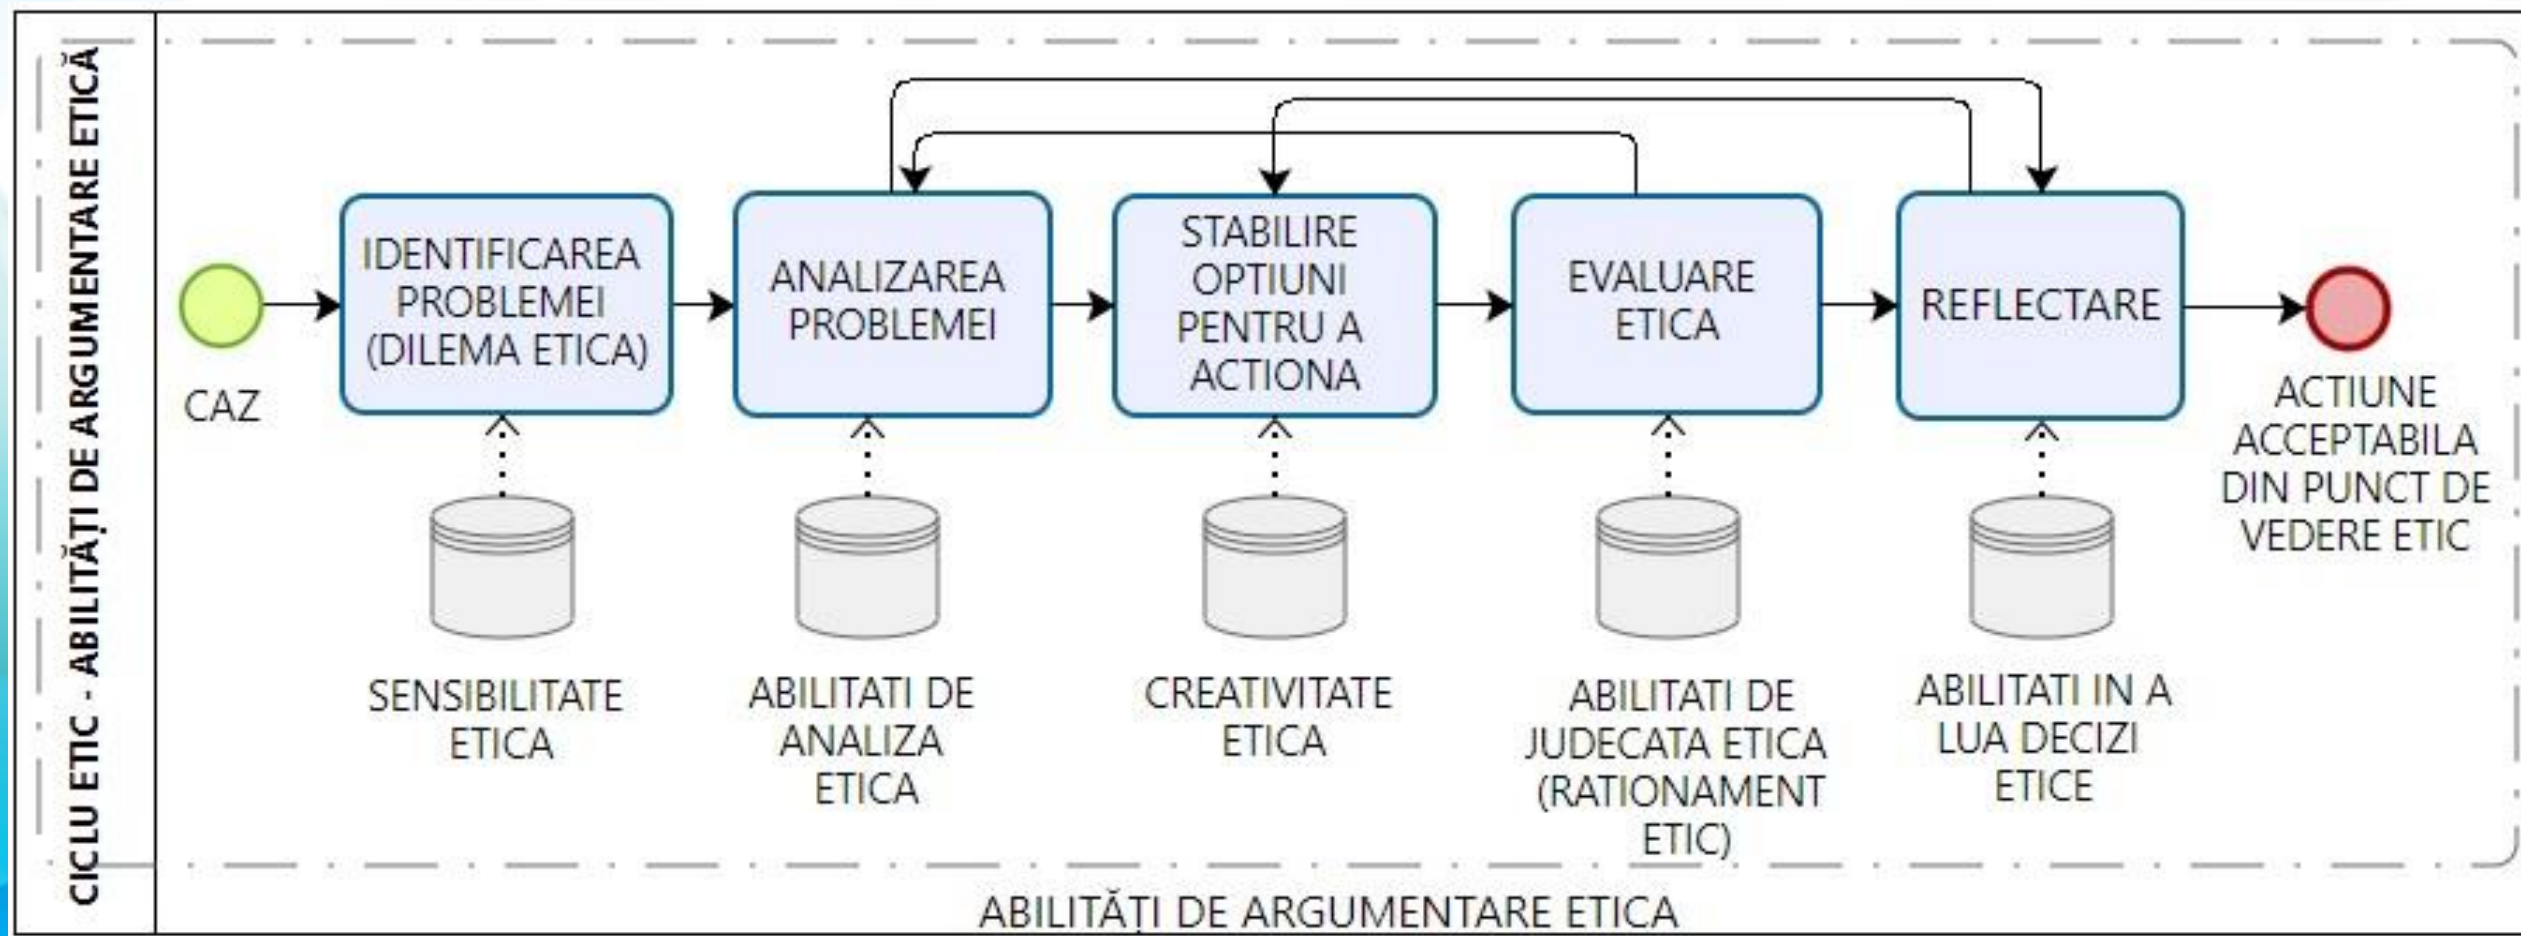 CICLU ETIC - ABILITĂȚI DE ARGUMENTARE ETICĂ
CAZ
IDENTIFICAREA
PROBLEMEI
(DILEMA ETICA)
ANALIZAREA
PROBLEMEI
STABILIRE
OPTIUNI
PENTRU A
ACTIONA
EVALUARE
ETICA
REFLECTARE
ACTIUNE
ACCEPTABILA
DIN PUNCT DE
VEDERE ETIC
SENSIBILITATE
ETICA
ABILITATI DE
ANALIZA
ETICA
CREATIVITATE
ETICA
ABILITATI DE
JUDECATA ETICA
(RATIONAMENT
ETIC)
ABILITATI IN A
LUA DECIZI
ETICE
ABILITĂȚI DE ARGUMENTARE ETICA